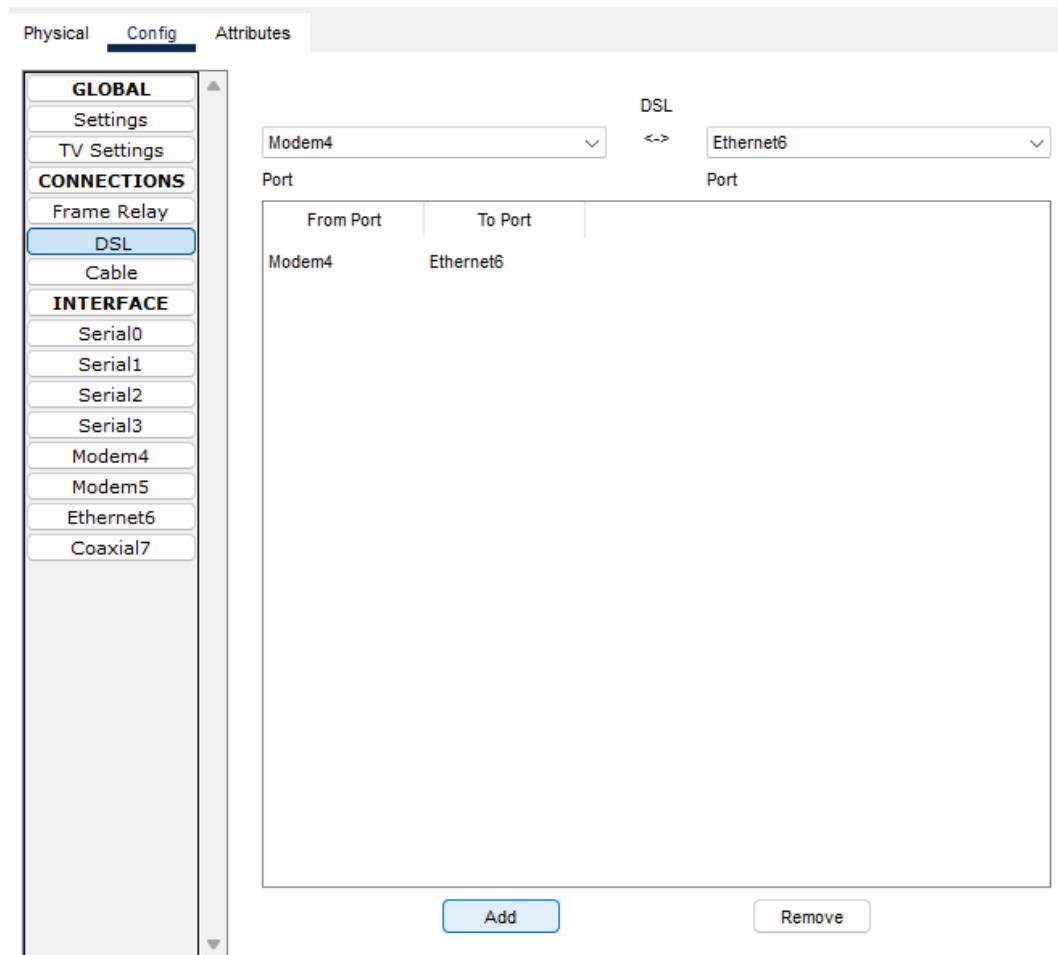 Physical Config Attributes
GLOBAL
Settings
TV Settings
CONNECTIONS
Frame Relay
DSL
Cable
INTERFACE
Serial0
Serial1
Serial2
Serial3
Modem4
Modem5
Ethernet6
Coaxial7
DSL
Modem4 <-> Ethernet6
Port Port
From Port To Port
Modem4 Ethernet6
Add Remove